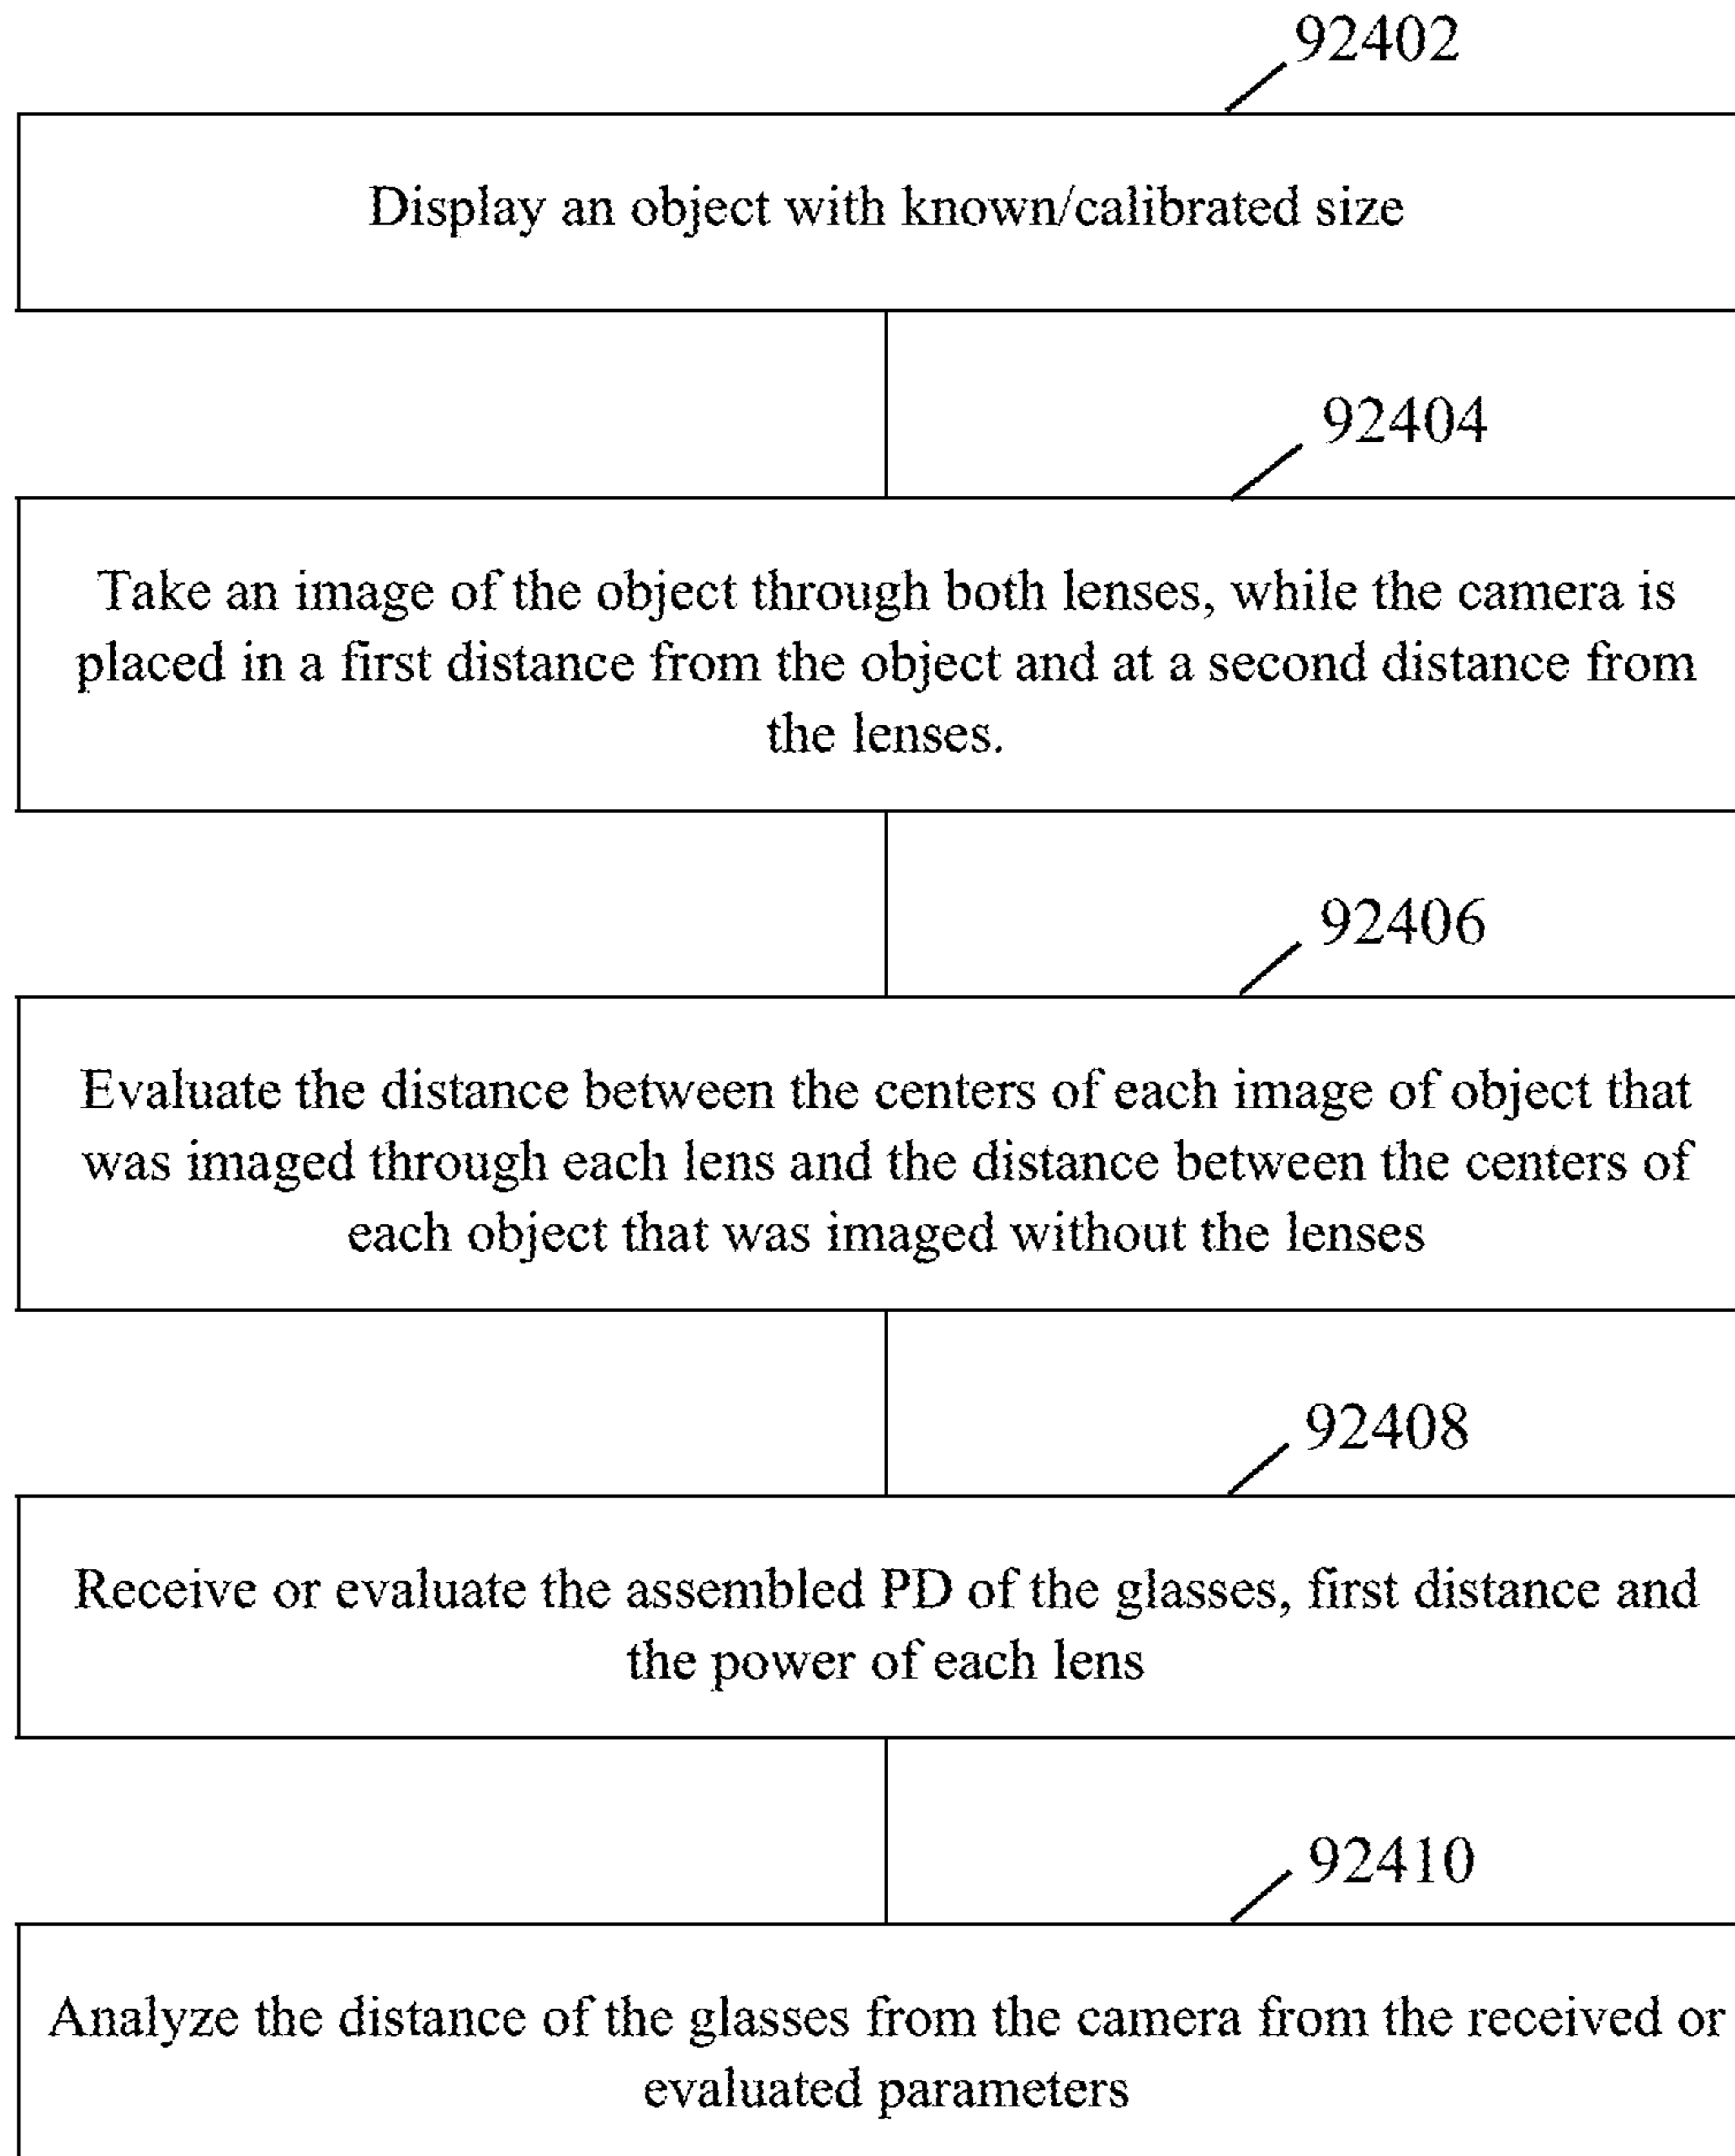 92402
Display an object with known/calibrated size
92404
Take an image of the object through both lenses, while the camera is
placed in a first distance from the object and at a second distance from
the lenses.
92406
Evaluate the distance between the centers of each image of object that
was imaged through each lens and the distance between the centers of
each object that was imaged without the lenses
92408
Receive or evaluate the assembled PD of the glasses, first distance and
the power of each lens
92410
Analyze the distance of the glasses from the camera from the received or
evaluated parameters